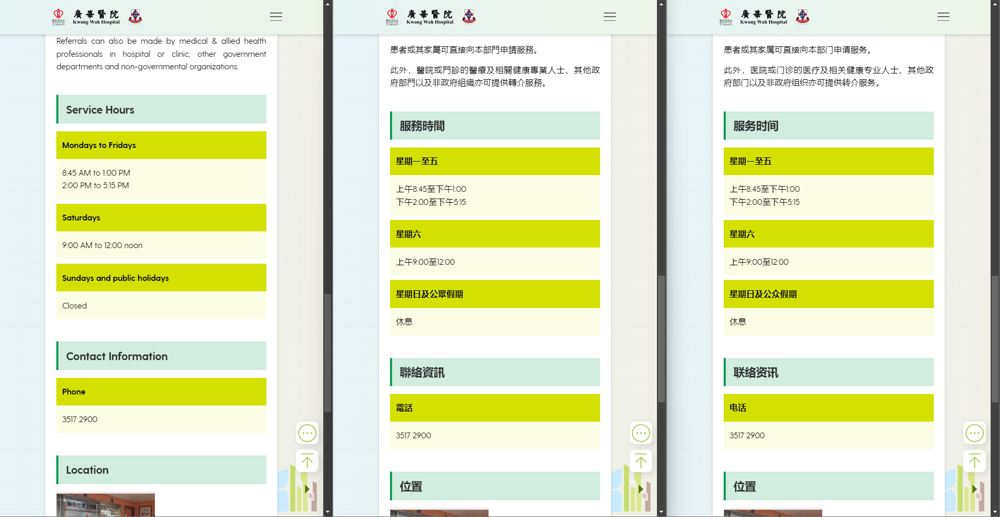 廣華醫院
Kwong Wah Hospital
Referrals can also be made by medical & allied health
professionals in hospital or clinic, other government
departments and non-governmental organizations.
Service Hours
Mondays to Fridays
8:45 AM to 1:00 PM
2:00 PM to 5:15 PM
Saturdays
9:00 AM to 12:00 noon
Sundays and public holidays
Closed
Contact Information
Phone
3517 2900
Location
廣華醫院
Kwong Wah Hospital
患者或其家屬可直接向本部門申請服務。
此外，醫院或門診的醫療及相關健康專業人士、其他政
府部門以及非政府組織亦可提供轉介服務。
服務時間
星期一至五
上午8:45至下午1:00
下午2:00至下午5:15
星期六
上午9:00至12:00
星期日及公眾假期
休息
聯絡資訊
電話
3517 2900
位置
廣華醫院
Kwong Wah Hospital
患者或其家属可直接向本部门申请服务。
此外，医院或门诊的医疗及相关健康专业人士、其他政
府部门以及非政府组织亦可提供转介服务。
服务时间
星期一至五
上午8:45至下午1:00
下午2:00至下午5:15
星期六
上午9:00至12:00
星期日及公众假期
休息
联络资讯
电话
3517 2900
位置